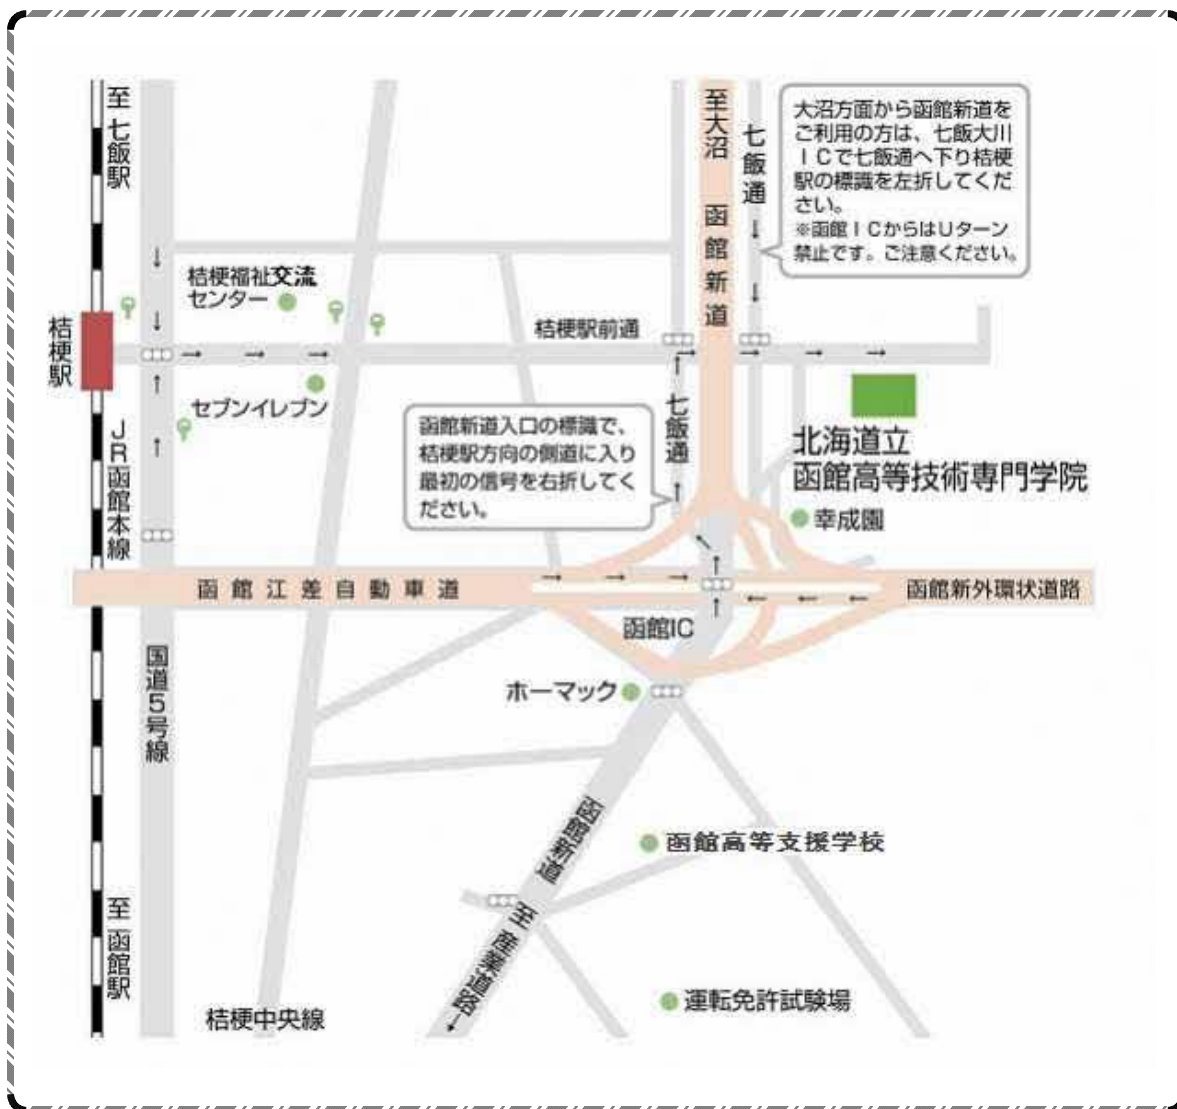 至 七飯駅
至大沼 函館新道
七飯通
大沼方面から函館新道を
ご利用の方は、七飯大川
ICで七飯通へ下り桔梗
駅の標識を左折してくだ
さい。
※函館ICからはUターン
禁止です。ご注意ください。
桔梗福祉交流
センター
桔梗駅
桔梗駅前通
セブンイレブン
七飯通
函館新道入口の標識で、
桔梗駅方向の側道に入り
最初の信号を右折してく
ださい。
北海道立
函館高等技術専門学院
幸成園
JR函館本線
函館江差自動車道
函館新外環状道路
函館IC
国道5号線
ホーマック
函館新道 至 産業道路
函館高等支援学校
至 函館駅
運転免許試験場
桔梗中央線